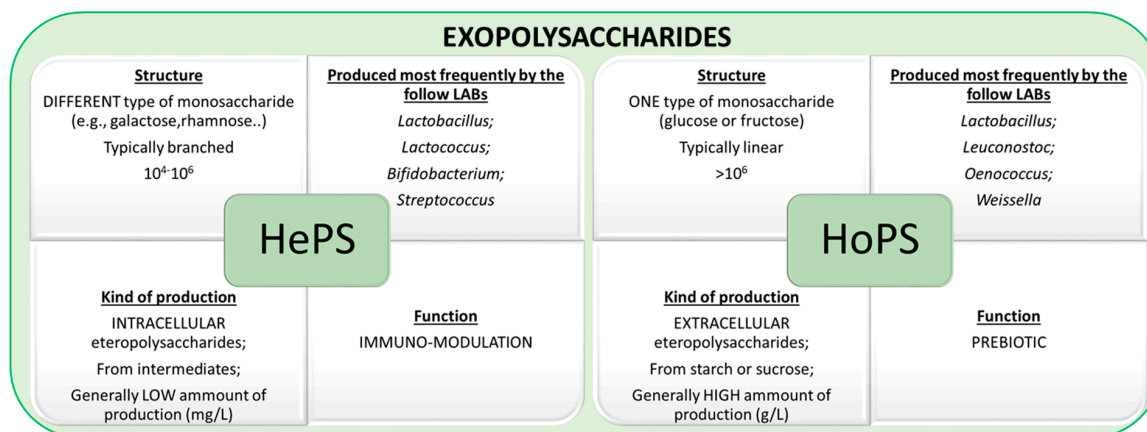 EXOPOLYSACCHARIDES
Structure
DIFFERENT type of monosaccharide
(e.g., galactose,rhamnose..)
Typically branched
10⁴-10⁶
Produced most frequently by the
follow LABs
Lactobacillus;
Lactococcus;
Bifidobacterium;
Streptococcus
HePS
Kind of production
INTRACELLULAR
eteropolysaccharides;
From intermediates;
Generally LOW ammount of
production (mg/L)
Function
IMMUNO-MODULATION
Structure
ONE type of monosaccharide
(glucose or fructose)
Typically linear
>10⁶
Produced most frequently by the
follow LABs
Lactobacillus;
Leuconostoc;
Oenococcus;
Weissella
HoPS
Kind of production
EXTRACELLULAR
eteropolysaccharides;
From starch or sucrose;
Generally HIGH ammount of
production (g/L)
Function
PREBIOTIC